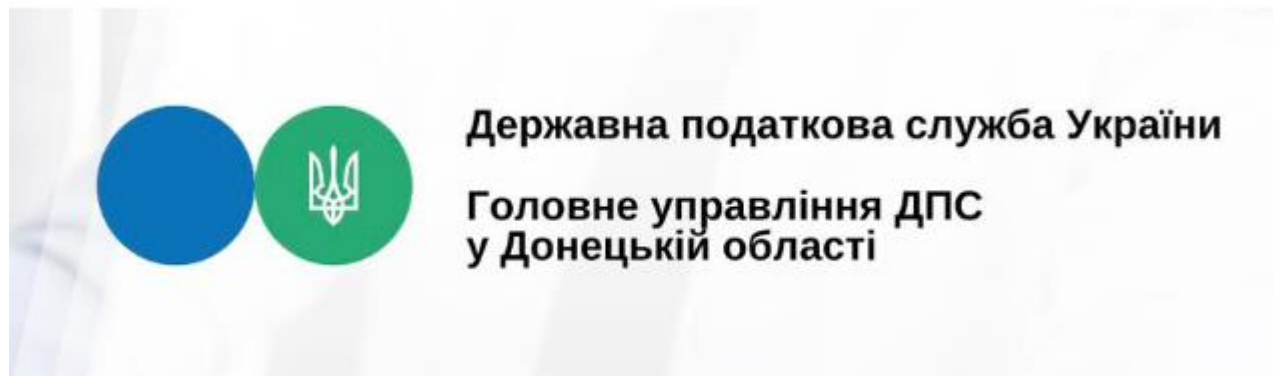 Державна податкова служба України
Головне управління ДПС
у Донецькій області